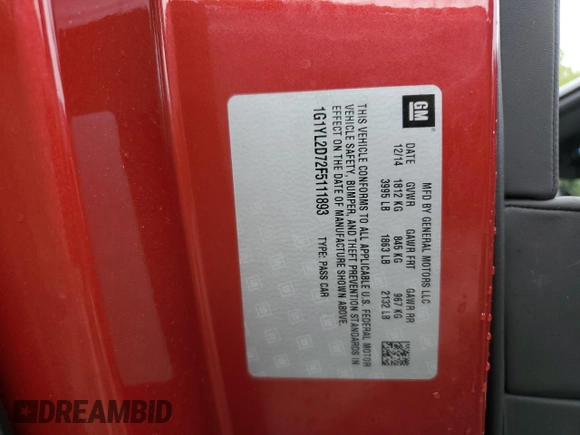 GM
MFD BY GENERAL MOTORS LLC
DATE GVWR GAWR FRT GAWR RR
12/14 1812 KG 845 KG 967 KG
3995 LB 1863 LB 2132 LB
THIS VEHICLE CONFORMS TO ALL APPLICABLE U.S. FEDERAL MOTOR
VEHICLE SAFETY, BUMPER, AND THEFT PREVENTION STANDARDS IN
EFFECT ON THE DATE OF MANUFACTURE SHOWN ABOVE.
1G1YL2D72F5111893 TYPE: PASS CAR
DREAMBID